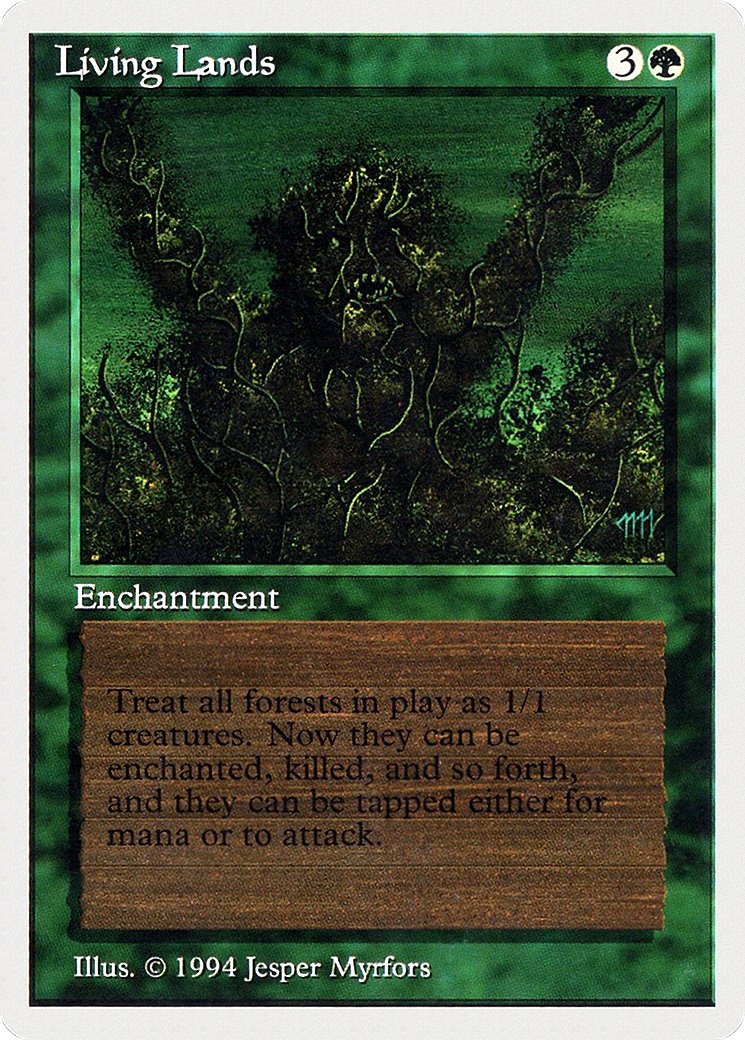 Living Lands 3
Enchantment
Treat all forests in play as 1/1
creatures. Now they can be
enchanted, killed, and so forth,
and they can be tapped either for
mana or to attack.
Illus. © 1994 Jesper Myrfors